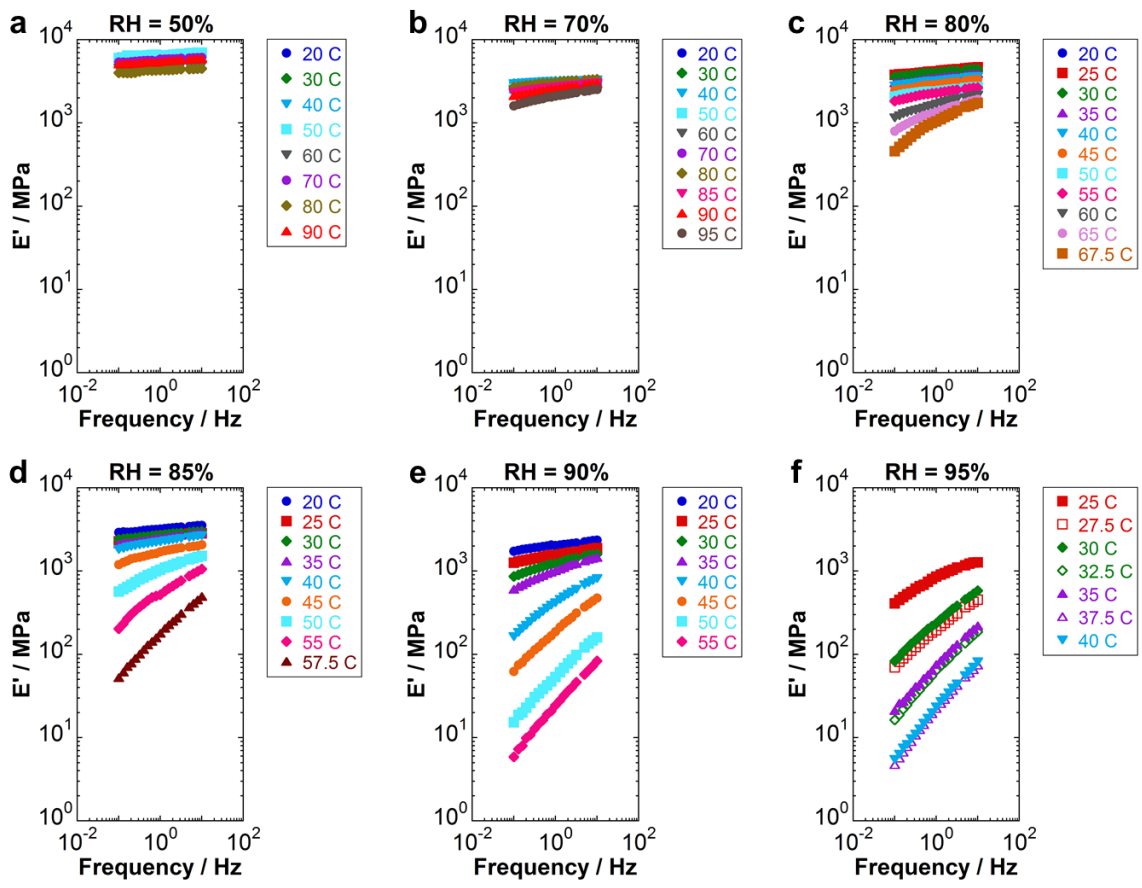 a
RH = 50%
10^4
10^3
10^2
10^1
10^0
E' / MPa
10^-2
10^0
10^2
Frequency / Hz
20 C
30 C
40 C
50 C
60 C
70 C
80 C
90 C
b
RH = 70%
10^4
10^3
10^2
10^1
10^0
E' / MPa
10^-2
10^0
10^2
Frequency / Hz
20 C
30 C
40 C
50 C
60 C
70 C
80 C
85 C
90 C
95 C
c
RH = 80%
10^4
10^3
10^2
10^1
10^0
E' / MPa
10^-2
10^0
10^2
Frequency / Hz
20 C
25 C
30 C
35 C
40 C
45 C
50 C
55 C
60 C
65 C
67.5 C
d
RH = 85%
10^4
10^3
10^2
10^1
10^0
E' / MPa
10^-2
10^0
10^2
Frequency / Hz
20 C
25 C
30 C
35 C
40 C
45 C
50 C
55 C
57.5 C
e
RH = 90%
10^4
10^3
10^2
10^1
10^0
E' / MPa
10^-2
10^0
10^2
Frequency / Hz
20 C
25 C
30 C
35 C
40 C
45 C
50 C
55 C
f
RH = 95%
10^4
10^3
10^2
10^1
10^0
E' / MPa
10^-2
10^0
10^2
Frequency / Hz
25 C
27.5 C
30 C
32.5 C
35 C
37.5 C
40 C